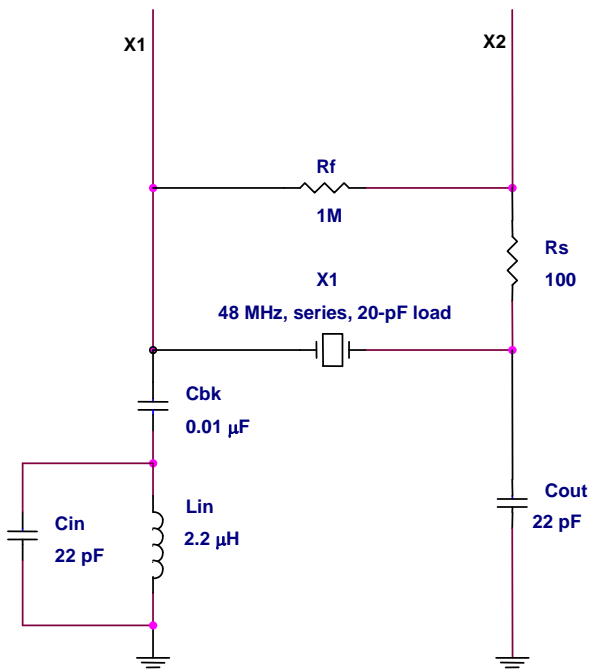 X1
X2
Rf
1M
Rs
100
X1
48 MHz, series, 20-pF load
Cbk
0.01 μF
Cin
22 pF
Lin
2.2 μH
Cout
22 pF